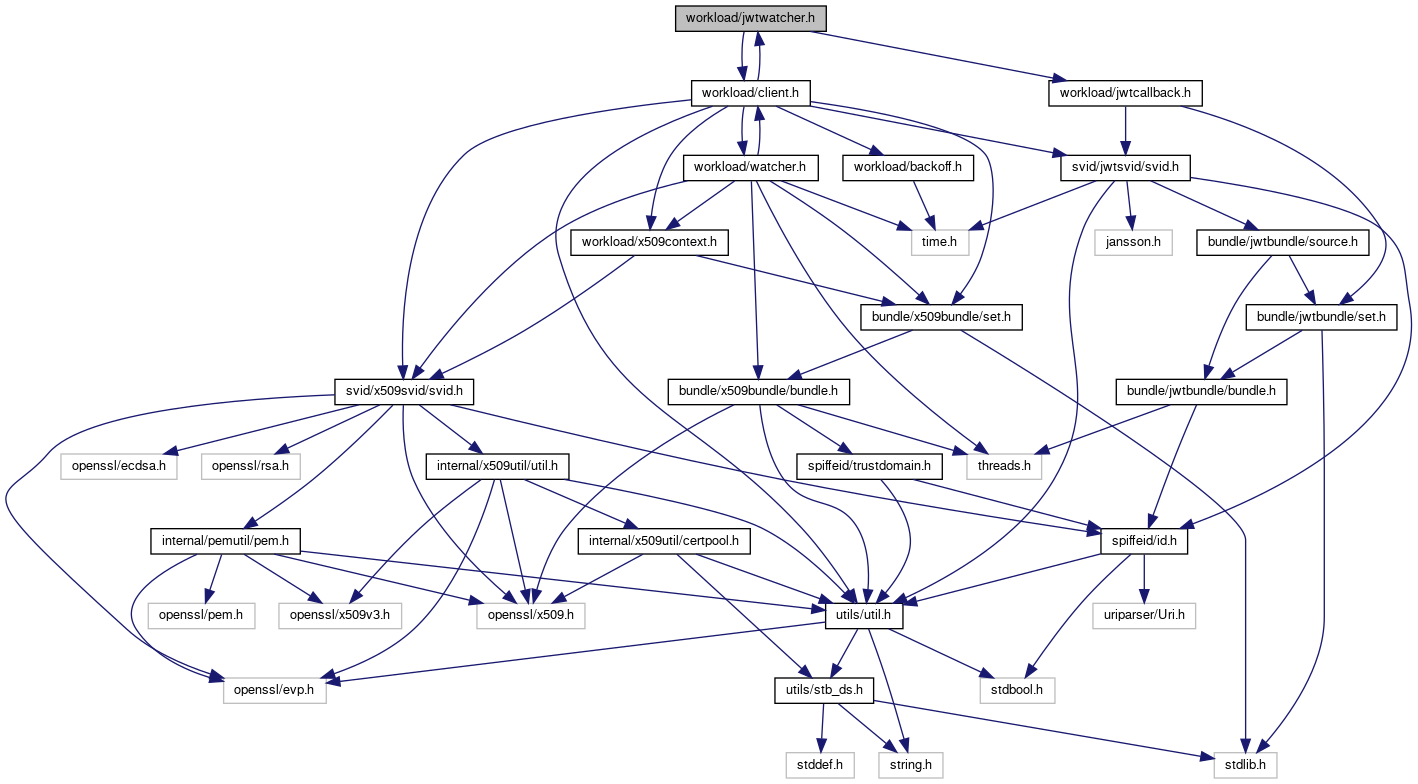 workload/jwtwatcher.h
workload/client.h
workload/jwtcallback.h
workload/watcher.h
workload/backoff.h
svid/jwtsvid/svid.h
workload/x509context.h
time.h
jansson.h
bundle/jwtbundle/source.h
bundle/x509bundle/set.h
bundle/jwtbundle/set.h
svid/x509svid/svid.h
bundle/x509bundle/bundle.h
bundle/jwtbundle/bundle.h
openssl/ecdsa.h
openssl/rsa.h
internal/x509util/util.h
spiffeid/trustdomain.h
threads.h
internal/pemutil/pem.h
internal/x509util/certpool.h
spiffeid/id.h
openssl/pem.h
openssl/x509v3.h
openssl/x509.h
utils/util.h
uriparser/Uri.h
openssl/evp.h
utils/stb_ds.h
stdbool.h
stddef.h
string.h
stdlib.h